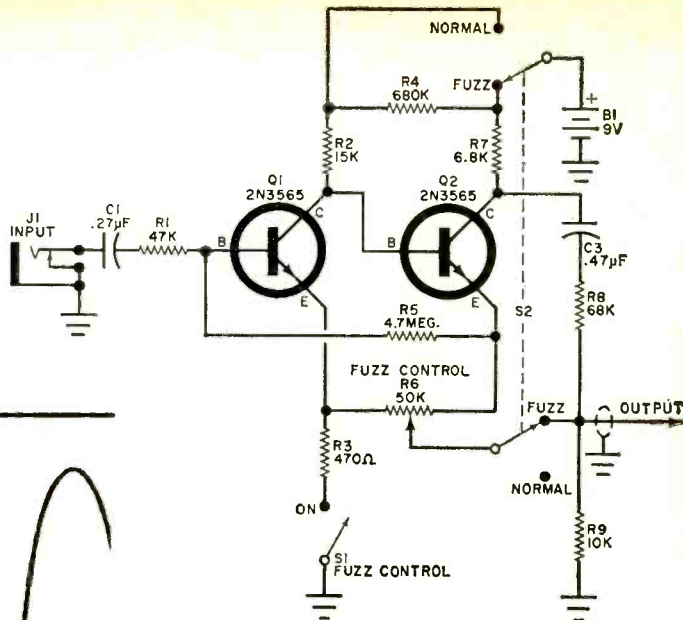 NORMAL
FUZZ
R4
680K
B1
9V
+
R2
15K
R7
6.8K
Q1
2N3565
Q2
2N3565
J1
INPUT
C1
.27µF
R1
47K
B
C
E
B
C
E
C3
.47µF
R5
4.7MEG.
S2
R8
68K
FUZZ CONTROL
R6
50K
FUZZ
OUTPUT
R3
470Ω
NORMAL
ON
S1
FUZZ CONTROL
R9
10K